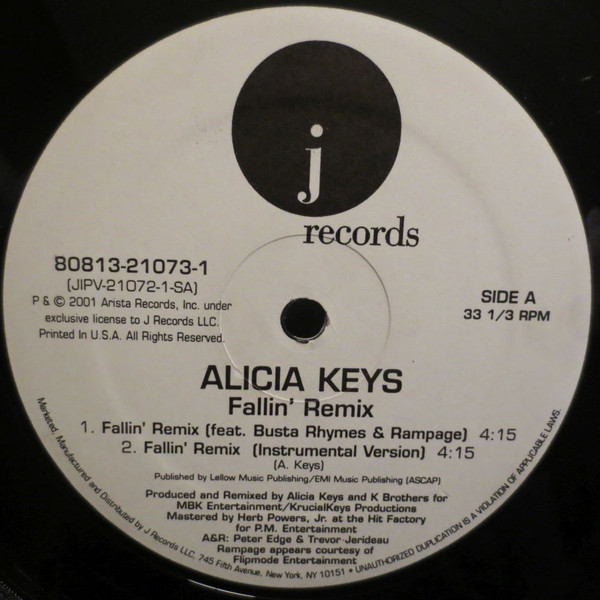 j
records
80813-21073-1
(JIPV-21072-1-SA)
P & © 2001 Arista Records, Inc. under
exclusive license to J Records LLC.
Printed In U.S.A. All Rights Reserved.
SIDE A
33 1/3 RPM
ALICIA KEYS
Fallin' Remix
1. Fallin' Remix (feat. Busta Rhymes & Rampage) 4:15
2. Fallin' Remix (Instrumental Version) 4:15
(A. Keys)
Published by Lellow Music Publishing/EMI Music Publishing (ASCAP)
Produced and Remixed by Alicia Keys and K Brothers for
MBK Entertainment/KrucialKeys Productions
Mastered by Herb Powers, Jr. at the Hit Factory
for P.M. Entertainment
A&R: Peter Edge & Trevor Jerideau
Rampage appears courtesy of
Flipmode Entertainment
Marketed, Manufactured and Distributed by J Records LLC, 745 Fifth Avenue, New York, NY 10151 • UNAUTHORIZED DUPLICATION IS A VIOLATION OF APPLICABLE LAWS.